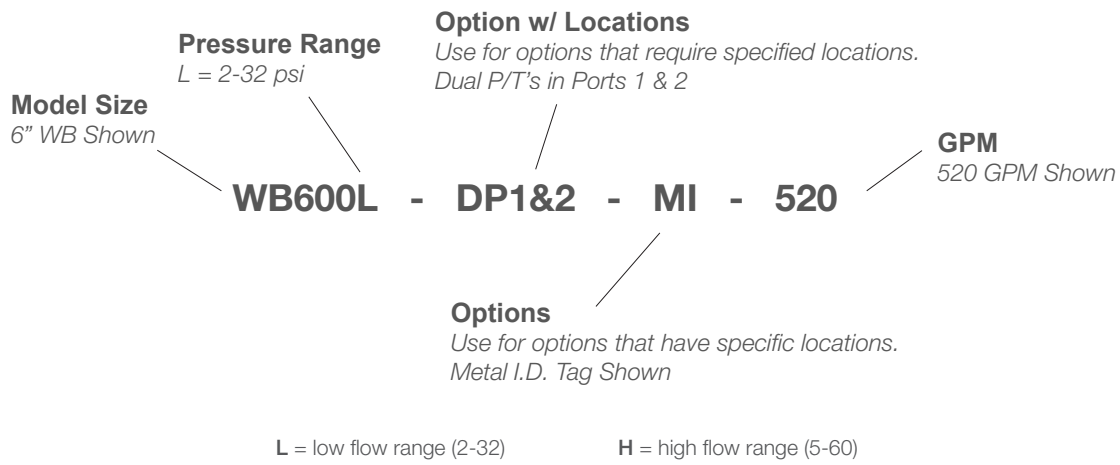 Option w/ Locations
Use for options that require specified locations.
Dual P/T's in Ports 1 & 2
Pressure Range
L = 2-32 psi
Model Size
6” WB Shown
GPM
520 GPM Shown
WB600L - DP1&2 - MI - 520
Options
Use for options that have specific locations.
Metal I.D. Tag Shown
L = low flow range (2-32) H = high flow range (5-60)